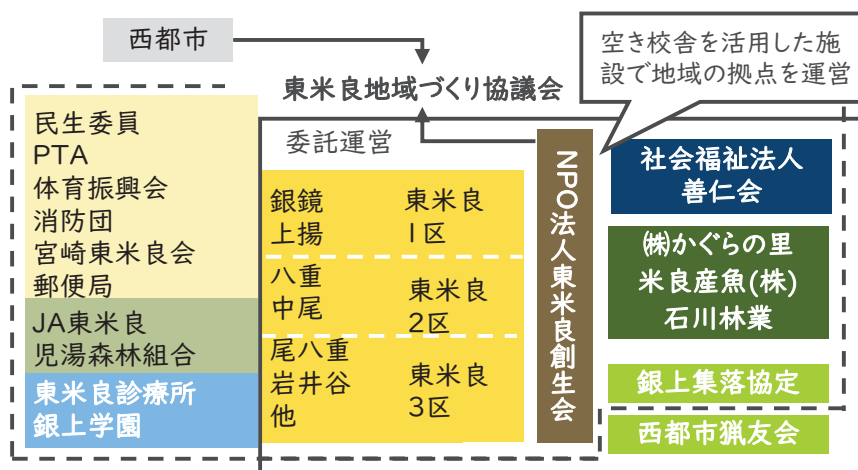 西都市
空き校舎を活用した施
設で地域の拠点を運営
東米良地域づくり協議会
委託運営
民生委員
PTA
体育振興会
消防団
宮崎東米良会
郵便局
JA東米良
児湯森林組合
東米良診療所
銀上学園
銀鏡
上揚
東米良
1区
八重
中尾
東米良
2区
尾八重
岩井谷
他
東米良
3区
NPO法人東米良創生会
社会福祉法人
善仁会
㈱かぐらの里
米良産魚(株)
石川林業
銀上集落協定
西都市猟友会